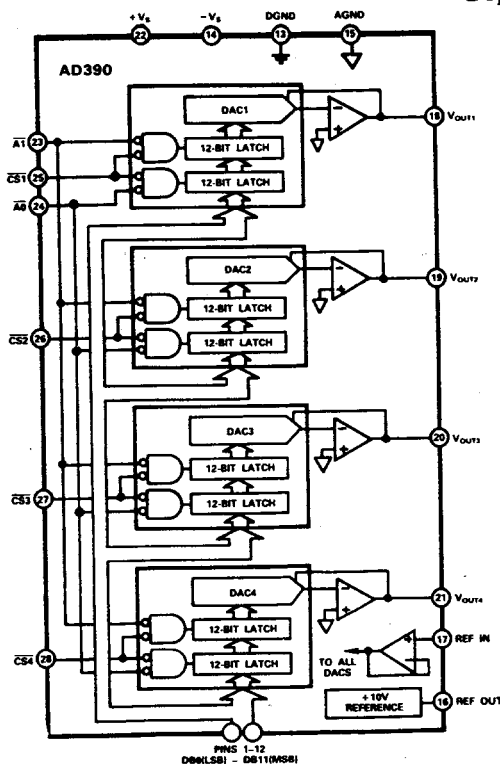 +VS
−VS
DGND
AGND
22
14
13
15
AD390
DAC1
18
VOUT1
A1
23
12-BIT LATCH
CS1
25
12-BIT LATCH
A0
24
DAC2
19
VOUT2
12-BIT LATCH
CS2
26
12-BIT LATCH
DAC3
20
VOUT3
12-BIT LATCH
CS3
27
12-BIT LATCH
DAC4
21
VOUT4
12-BIT LATCH
17
REF IN
CS4
28
12-BIT LATCH
TO ALL
DACS
+10V
REFERENCE
16
REF OUT
PINS 1-12
DB0(LSB) - DB11(MSB)